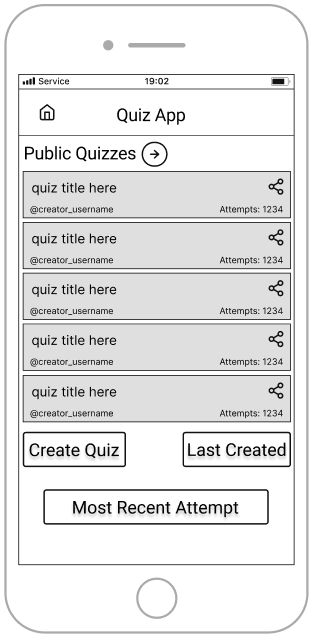 Service 19:02
Quiz App
Public Quizzes
quiz title here
@creator_username Attempts: 1234
quiz title here
@creator_username Attempts: 1234
quiz title here
@creator_username Attempts: 1234
quiz title here
@creator_username Attempts: 1234
quiz title here
@creator_username Attempts: 1234
Create Quiz Last Created
Most Recent Attempt